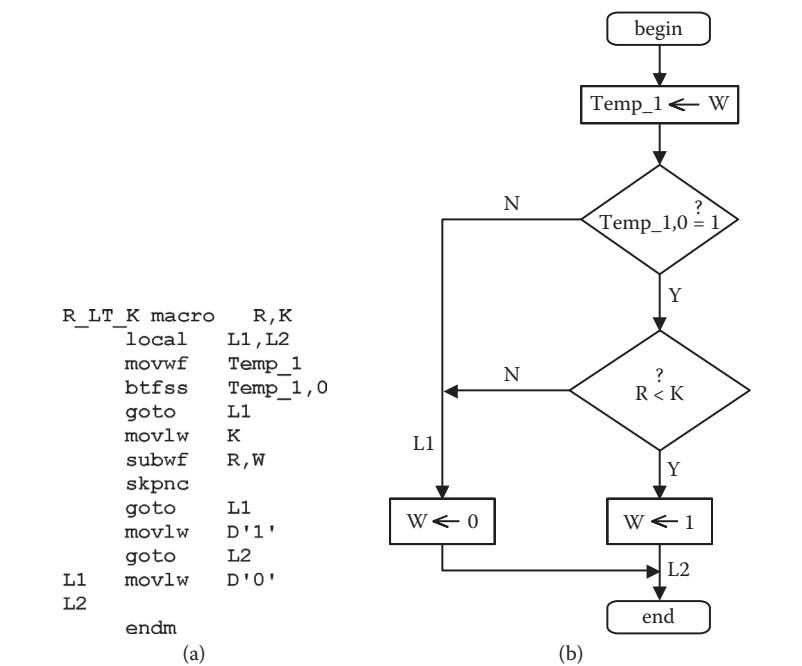 R_LT_K macro R,K
local L1,L2
movwf Temp_1
btfss Temp_1,0
goto L1
movlw K
subwf R,W
skpnc
goto L1
movlw D'1'
goto L2
L1 movlw D'0'
L2
endm
(a)
begin
Temp_1 ← W
?
Temp_1,0 = 1
N
Y
?
R < K
N
L1
Y
W ← 0
W ← 1
L2
end
(b)